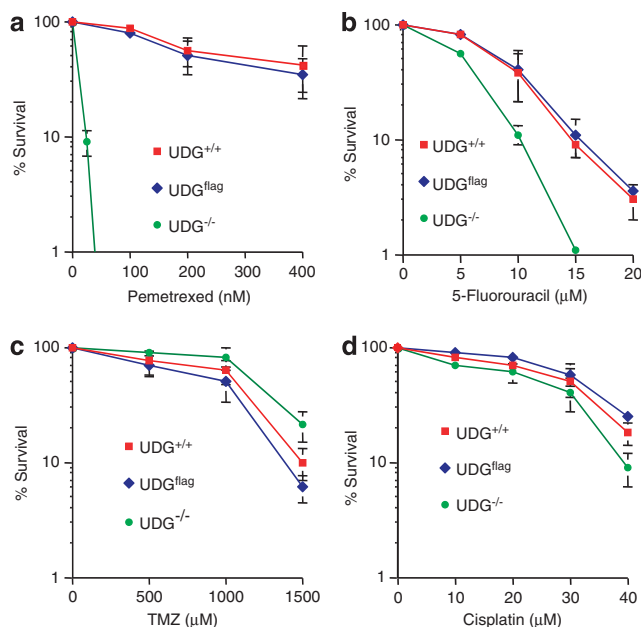 a
% Survival
100
10
1
UDG+/+
UDGflag
UDG-/-
0 100 200 300 400
Pemetrexed (nM)
b
% Survival
100
10
1
UDG+/+
UDGflag
UDG-/-
0 5 10 15 20
5-Fluorouracil (μM)
c
% Survival
100
10
1
UDG+/+
UDGflag
UDG-/-
0 500 1000 1500
TMZ (μM)
d
% Survival
100
10
1
UDG+/+
UDGflag
UDG-/-
0 10 20 30 40
Cisplatin (μM)